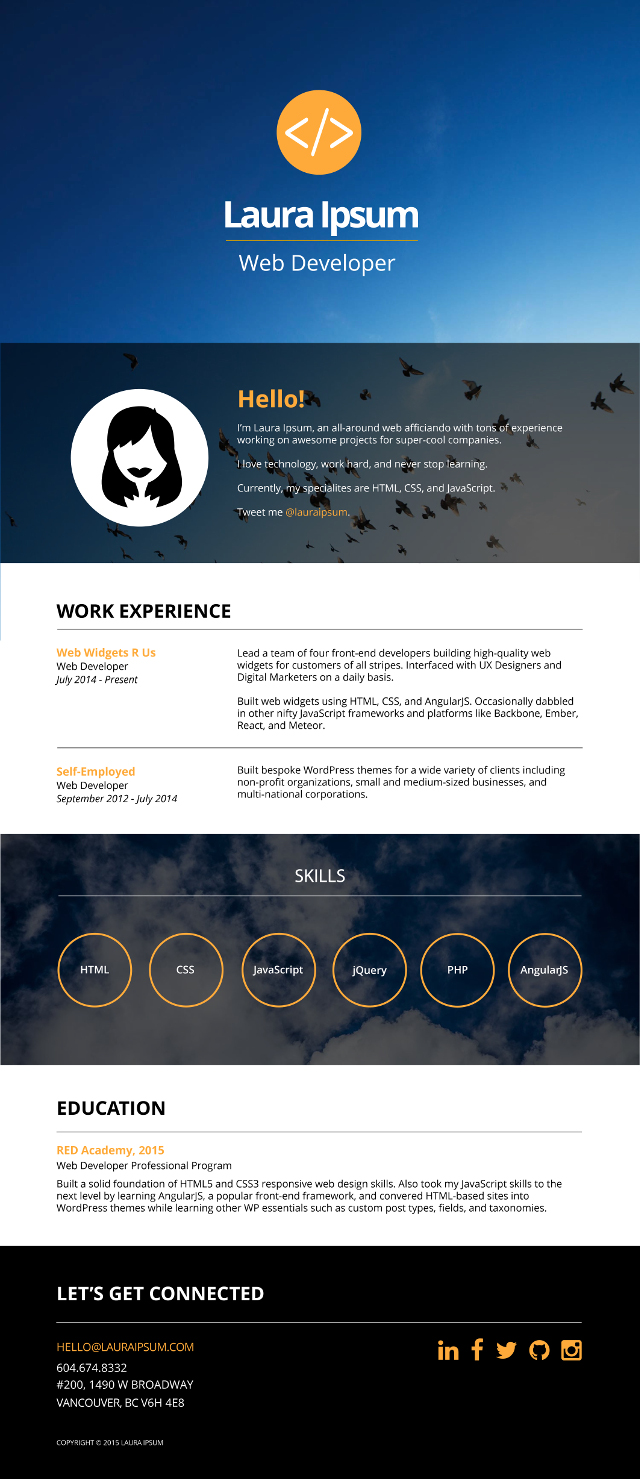 </>
Laura Ipsum
Web Developer
Hello!
I'm Laura Ipsum, an all-around web afficiando with tons of experience
working on awesome projects for super-cool companies.
I love technology, work hard, and never stop learning.
Currently, my specialites are HTML, CSS, and JavaScript.
Tweet me @lauraipsum.
WORK EXPERIENCE
Web Widgets R Us
Web Developer
July 2014 - Present
Lead a team of four front-end developers building high-quality web
widgets for customers of all stripes. Interfaced with UX Designers and
Digital Marketers on a daily basis.
Built web widgets using HTML, CSS, and AngularJS. Occasionally dabbled
in other nifty JavaScript frameworks and platforms like Backbone, Ember,
React, and Meteor.
Self-Employed
Web Developer
September 2012 - July 2014
Built bespoke WordPress themes for a wide variety of clients including
non-profit organizations, small and medium-sized businesses, and
multi-national corporations.
SKILLS
HTML
CSS
JavaScript
jQuery
PHP
AngularJS
EDUCATION
RED Academy, 2015
Web Developer Professional Program
Built a solid foundation of HTML5 and CSS3 responsive web design skills. Also took my JavaScript skills to the
next level by learning AngularJS, a popular front-end framework, and convered HTML-based sites into
WordPress themes while learning other WP essentials such as custom post types, fields, and taxonomies.
LET'S GET CONNECTED
HELLO@LAURAIPSUM.COM
604.674.8332
#200, 1490 W BROADWAY
VANCOUVER, BC V6H 4E8
COPYRIGHT © 2015 LAURA IPSUM